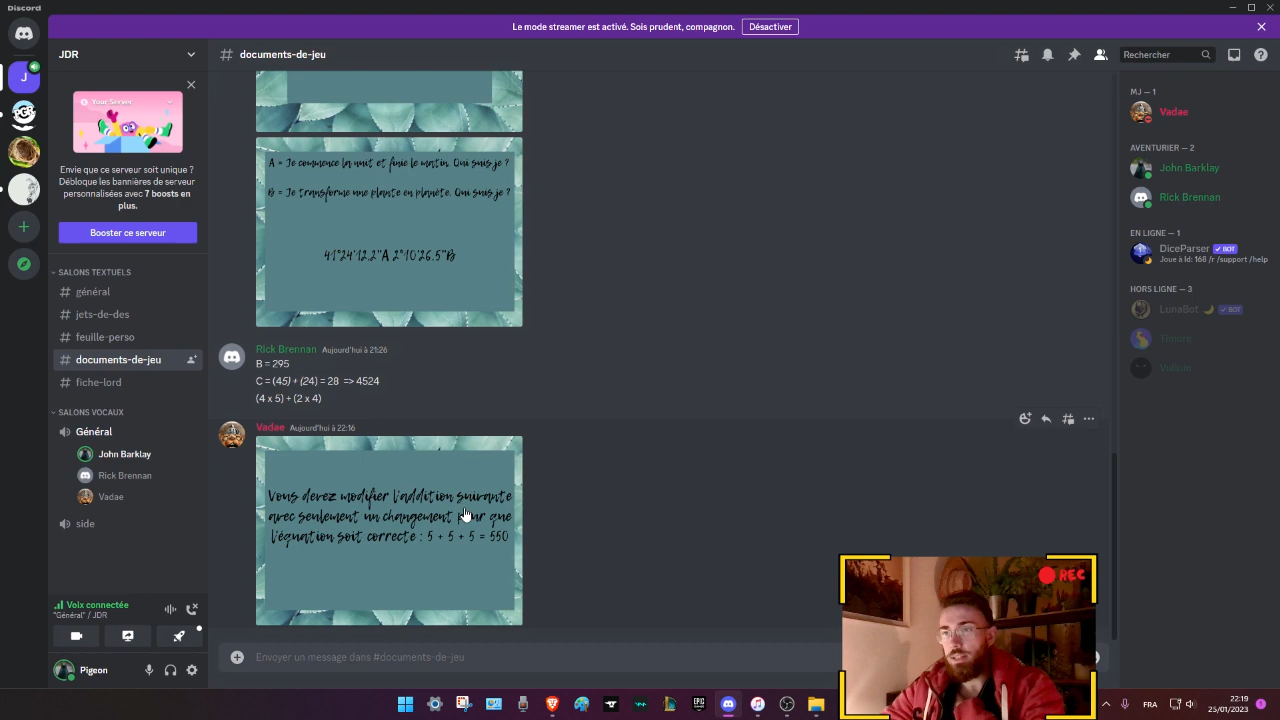 Discord
Le mode streamer est activé. Sois prudent, compagnon.
Désactiver
JDR
documents-de-jeu
Rechercher
Your Server
Envie que ce serveur soit unique ?
Débloque les bannières de serveur
personnalisées avec 7 boosts en
plus.
Booster ce serveur
SALONS TEXTUELS
général
jets-de-des
feuille-perso
documents-de-jeu
fiche-lord
SALONS VOCAUX
Général
John Barklay
Rick Brennan
Vadae
side
Voix connectée
"Général" / JDR
Pigeon
A = Je commence la nuit et finie le matin. Qui suis-je ?
B = Je transforme une plante en planète. Qui suis-je ?
41°24'12.2"A 2°10'26.5"B
Rick Brennan Aujourd'hui à 21:26
B = 295
C = (45) + (24) = 28 => 4524
(4 x 5) + (2 x 4)
Vadae Aujourd'hui à 22:16
Vous devez modifier l'addition suivante
avec seulement un changement pour que
l'équation soit correcte : 5 + 5 + 5 = 550
Envoyer un message dans #documents-de-jeu
MJ — 1
Vadae
AVENTURIER — 2
John Barklay
Rick Brennan
EN LIGNE — 1
DiceParser BOT
Joue à Id: 168 /r /support /help
HORS LIGNE — 3
LunaBot BOT
Timure
REC
EPIC
FRA
22:19
25/01/2023